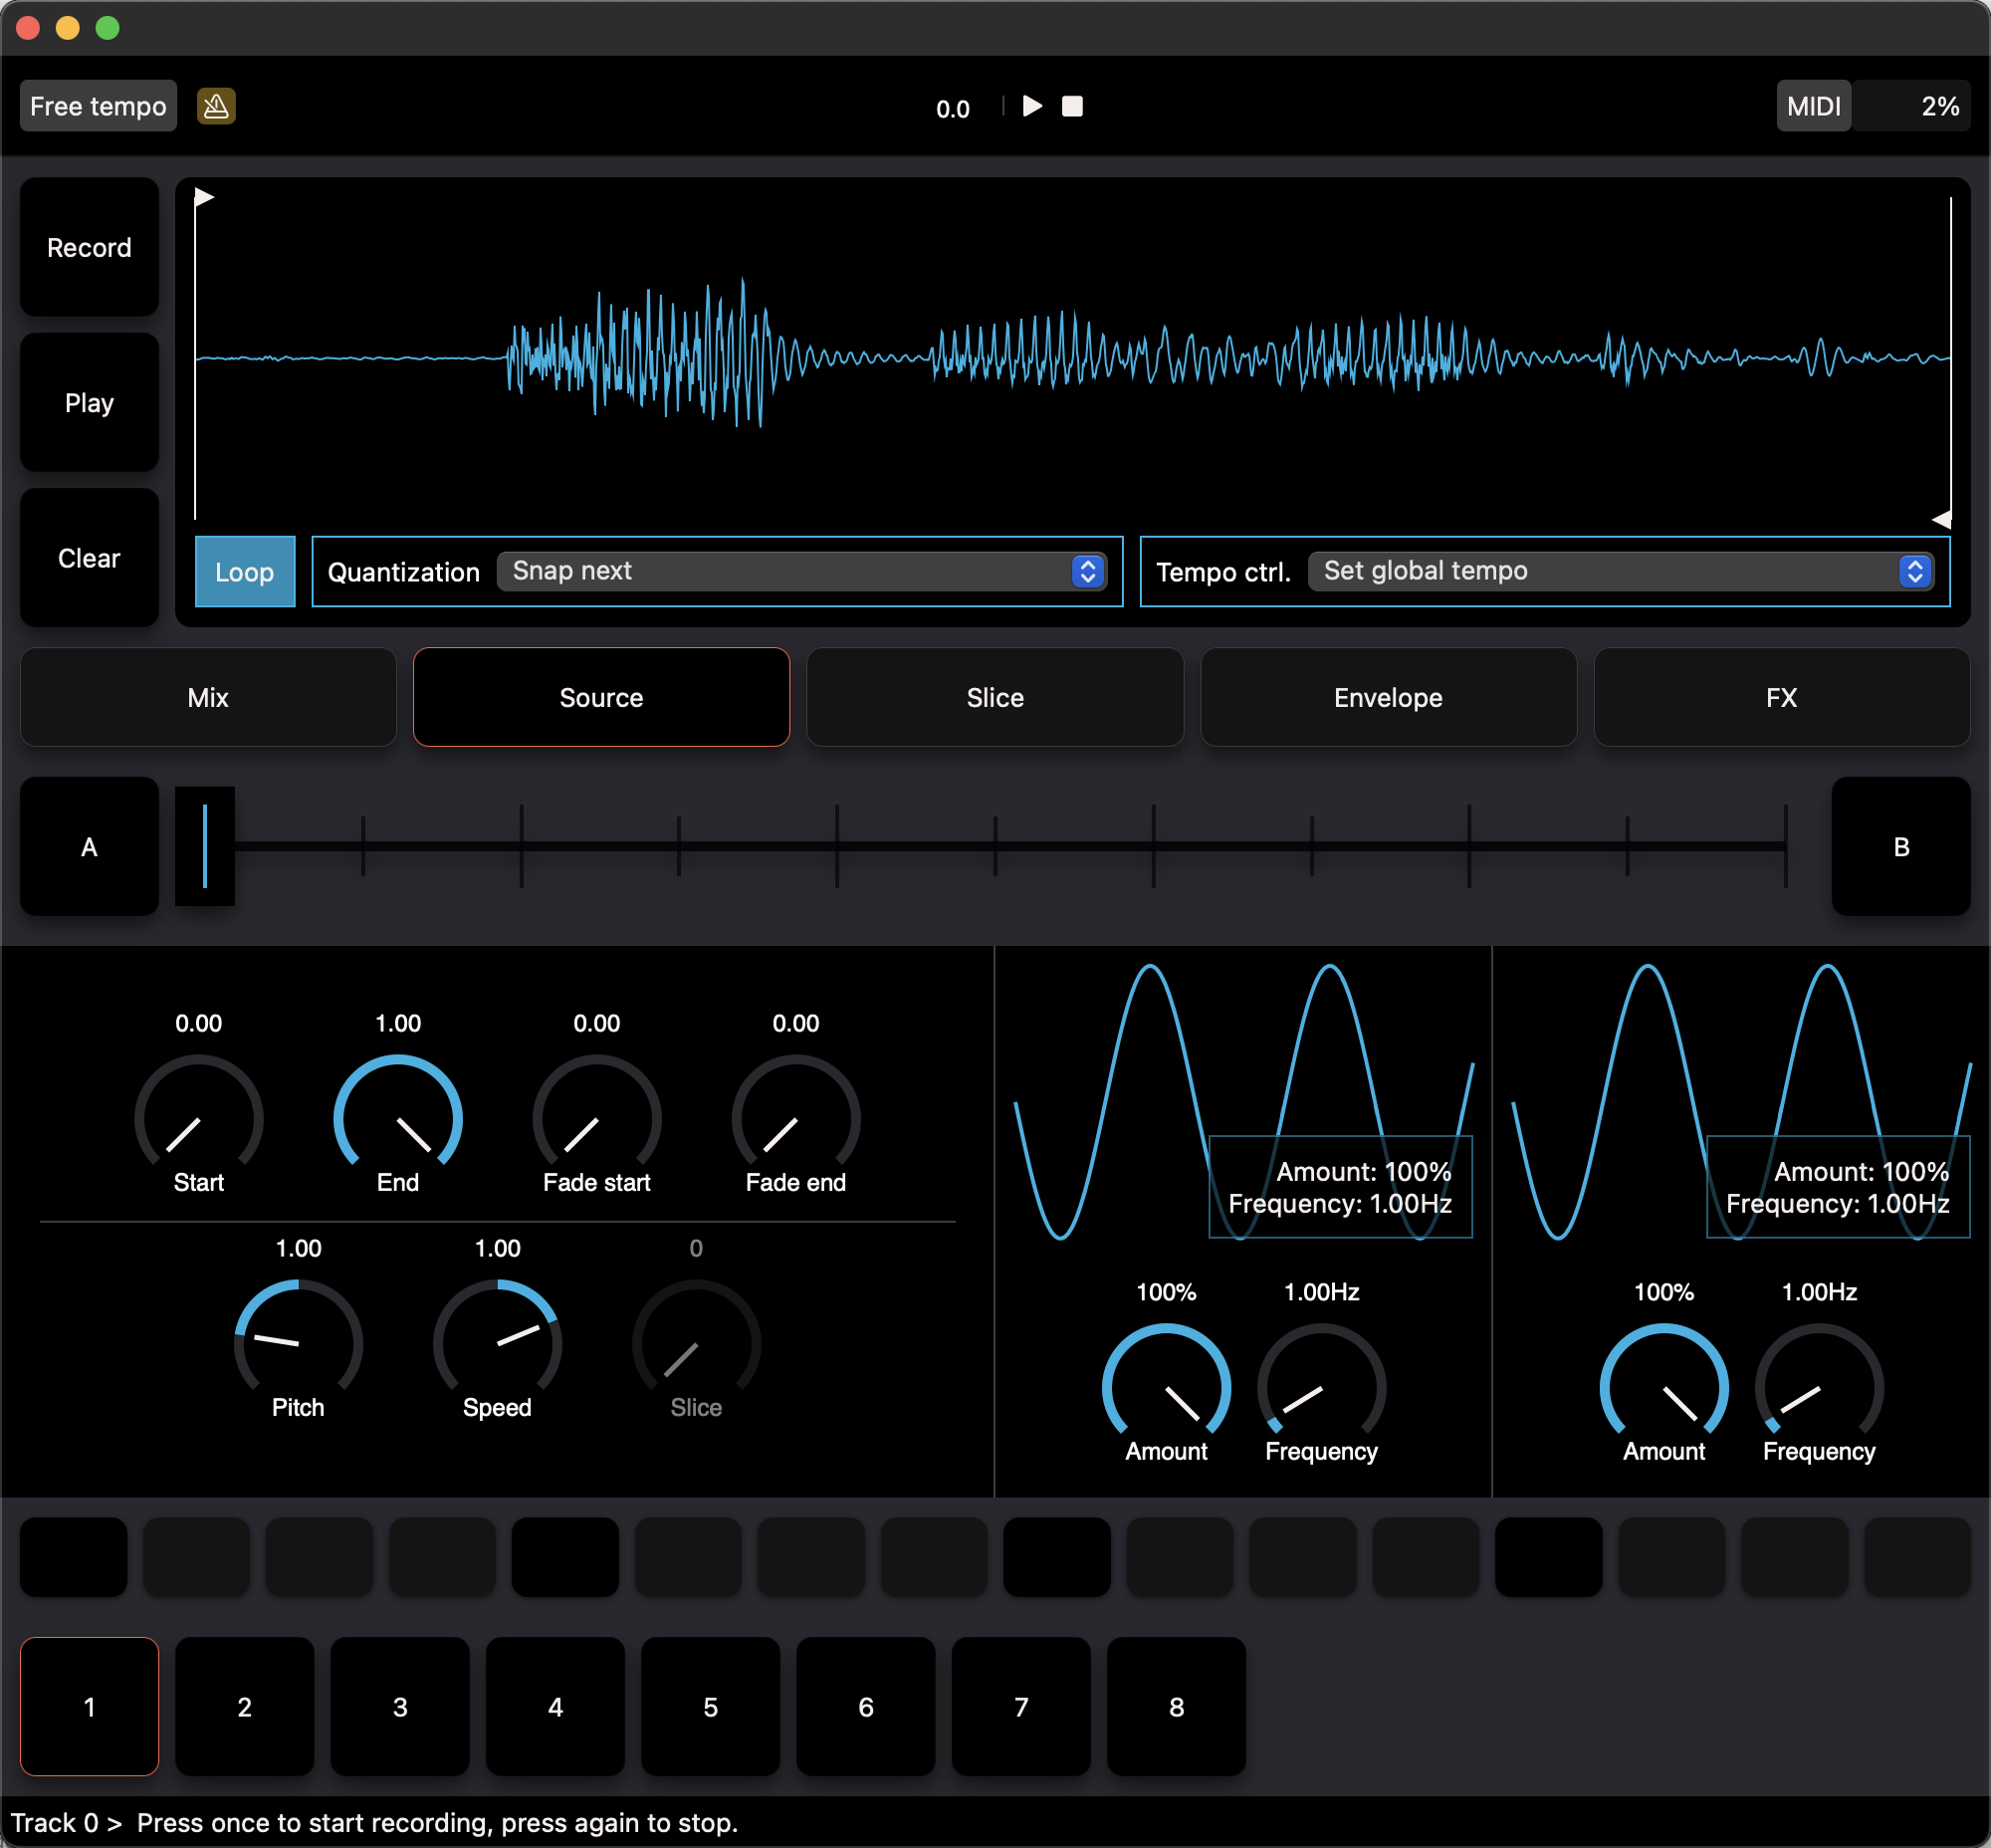 Free tempo
0.0
MIDI 2%
Record
Play
Clear
Loop
Quantization Snap next
Tempo ctrl. Set global tempo
Mix Source Slice Envelope FX
A B
0.00 1.00 0.00 0.00
Start End Fade start Fade end
1.00 1.00 0
Pitch Speed Slice
Amount: 100%
Frequency: 1.00Hz
100% 1.00Hz
Amount Frequency
Amount: 100%
Frequency: 1.00Hz
100% 1.00Hz
Amount Frequency
1 2 3 4 5 6 7 8
Track 0 > Press once to start recording, press again to stop.